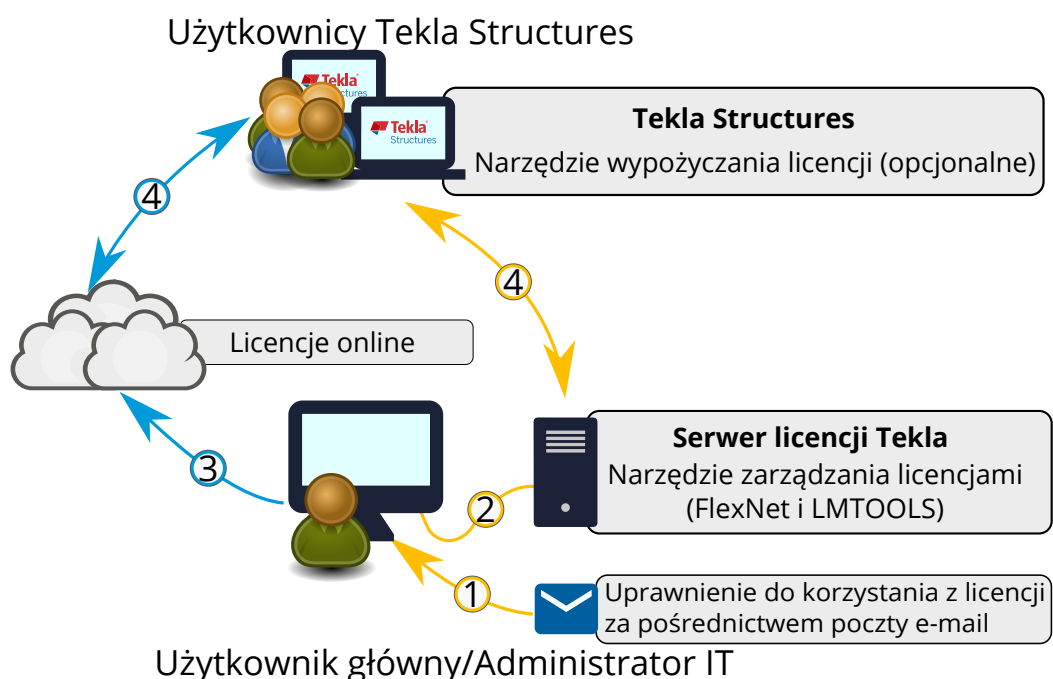 Użytkownicy Tekla Structures
Tekla
Structures
Tekla
Structures
Tekla Structures
Narzędzie wypożyczania licencji (opcjonalne)
4
4
Licencje online
3
2
Serwer licencji Tekla
Narzędzie zarządzania licencjami
(FlexNet i LMTOOLS)
1
Uprawnienie do korzystania z licencji
za pośrednictwem poczty e-mail
Użytkownik główny/Administrator IT